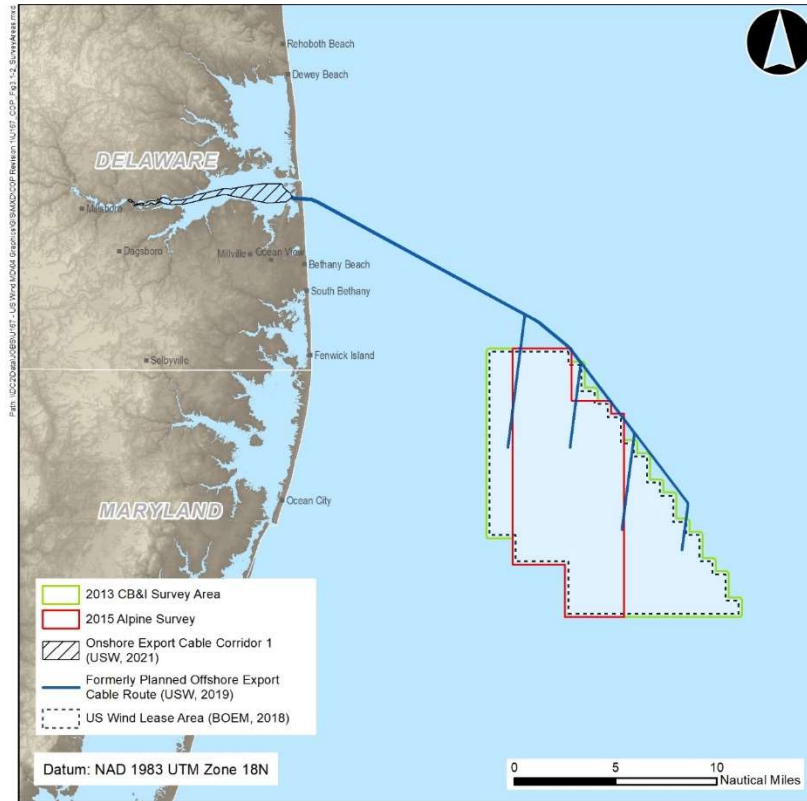 Rehoboth Beach
Dewey Beach
DELAWARE
Millsboro
Dagsboro
Millville
Ocean View
Bethany Beach
South Bethany
Selbyville
Fenwick Island
MARYLAND
Ocean City
2013 CB&I Survey Area
2015 Alpine Survey
Onshore Export Cable Corridor 1
(USW, 2021)
Formerly Planned Offshore Export
Cable Route (USW, 2019)
US Wind Lease Area (BOEM, 2018)
Datum: NAD 1983 UTM Zone 18N
0 5 10
Nautical Miles